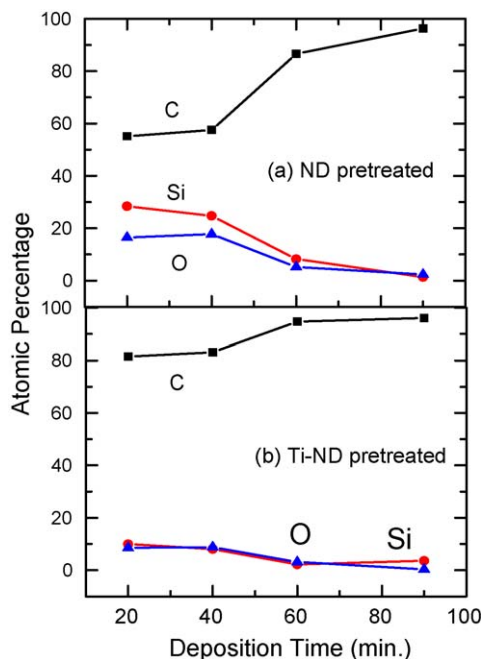 100
80
C
60
(a) ND pretreated
40
Si
20
O
0
100
C
80
60
(b) Ti-ND pretreated
40
20
O Si
0
20 40 60 80 100
Atomic Percentage
Deposition Time (min.)